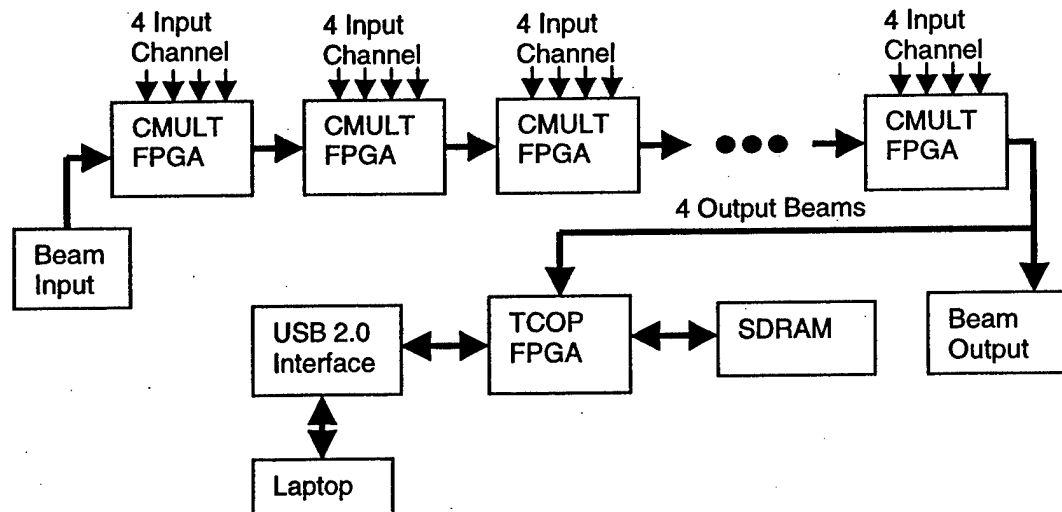 4 Input
Channel
4 Input
Channel
4 Input
Channel
4 Input
Channel
CMULT
FPGA
CMULT
FPGA
CMULT
FPGA
CMULT
FPGA
4 Output Beams
Beam
Input
USB 2.0
Interface
TCOP
FPGA
SDRAM
Beam
Output
Laptop